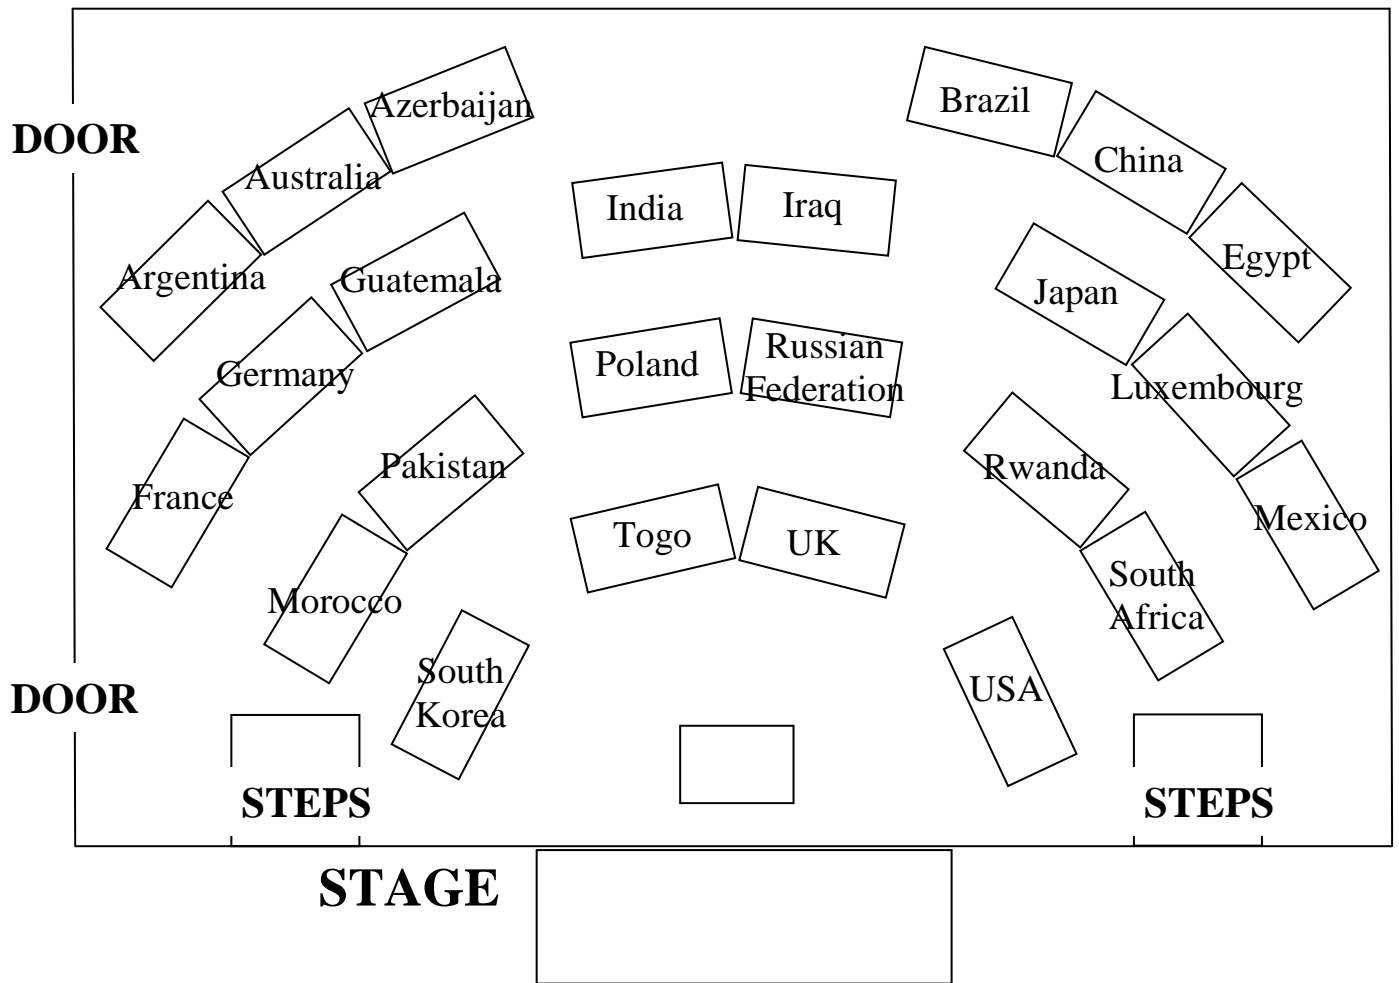 Azerbaijan
Brazil
DOOR
Australia
China
India
Iraq
Argentina
Guatemala
Japan
Egypt
Germany
Poland
Russian
Federation
Luxembourg
France
Pakistan
Rwanda
Mexico
Togo
UK
Morocco
South
Africa
DOOR
South
Korea
USA
STEPS
STEPS
STAGE